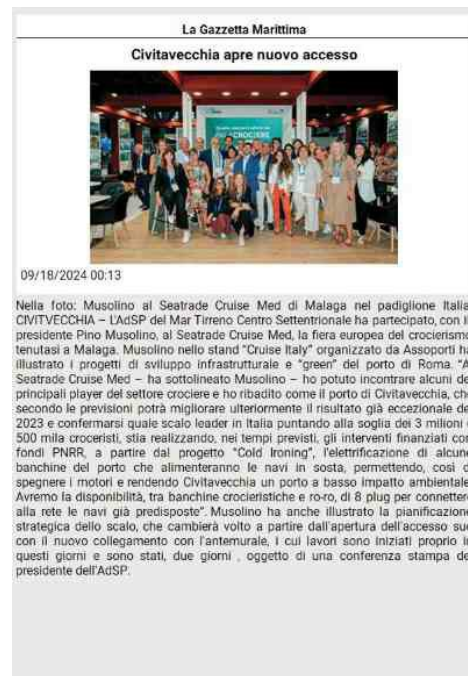 La Gazzetta Marittima
Civitavecchia apre nuovo accesso
09/18/2024 00:13
Nella foto: Musolino al Seatrade Cruise Med di Malaga nel padiglione Italia
CIVITVECCHIA – L'AdSP del Mar Tirreno Centro Settentrionale ha partecipato, con il
presidente Pino Musolino, al Seatrade Cruise Med, la fiera europea del crocierismo
tenutasi a Malaga. Musolino nello stand "Cruise Italy" organizzato da Assoporti ha
illustrato i progetti di sviluppo infrastrutturale e "green" del porto di Roma. "A
Seatrade Cruise Med – ha sottolineato Musolino – ho potuto incontrare alcuni de
principali player del settore crociere e ho ribadito come il porto di Civitavecchia, che
secondo le previsioni potrà migliorare ulteriormente il risultato già eccezionale de
2023 e confermarsi quale scalo leader in Italia puntando alla soglia dei 3 milioni e
500 mila croceristi, stia realizzando, nei tempi previsti, gli interventi finanziati con
fondi PNRR, a partire dal progetto "Cold Ironing", l'elettrificazione di alcune
banchine del porto che alimenteranno le navi in sosta, permettendo, così d
spegnere i motori e rendendo Civitavecchia un porto a basso impatto ambientale.
Avremo la disponibilità, tra banchine crocieristiche e ro-ro, di 8 plug per connettere
alla rete le navi già predisposte". Musolino ha anche illustrato la pianificazione
strategica dello scalo, che cambierà volto a partire dall'apertura dell'accesso sud
con il nuovo collegamento con l'antemurale, i cui lavori sono iniziati proprio in
questi giorni e sono stati, due giorni , oggetto di una conferenza stampa de
presidente dell'AdSP.